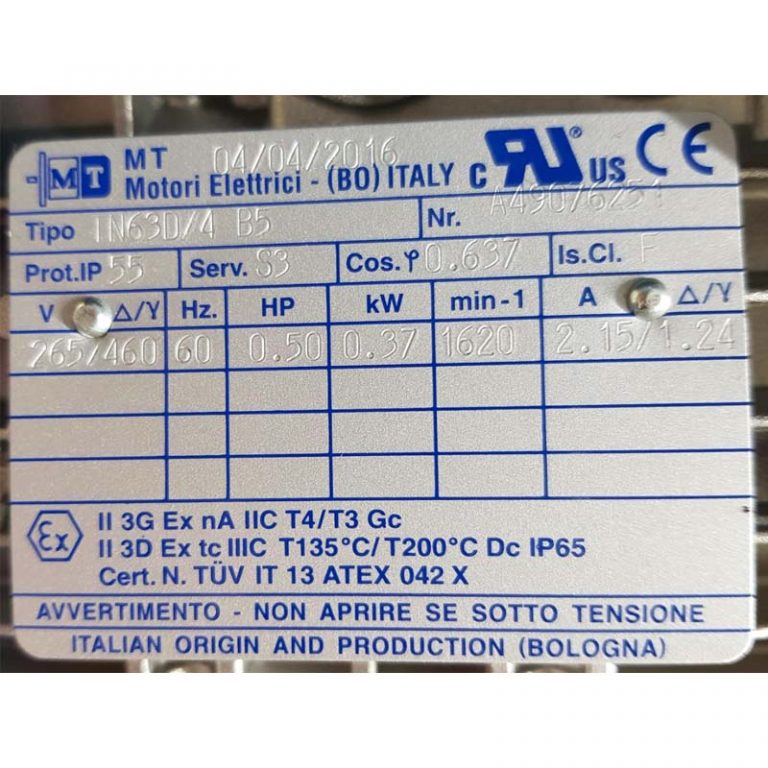 MT 04/04/2016
MT Motori Elettrici - (BO) ITALY C RU ® US CE
Tipo TN63D/4 B5 Nr. A49076251
Prot.IP 55 Serv. S3 Cos.φ 0.637 Is.Cl. F
V Δ/Y Hz. HP kW min-1 A Δ/Y
265/460 60 0.50 0.37 1620 2.15/1.24
Ex II 3G Ex nA IIC T4/T3 Gc
II 3D Ex tc IIIC T135°C/T200°C Dc IP65
Cert. N. TÜV IT 13 ATEX 042 X
AVVERTIMENTO - NON APRIRE SE SOTTO TENSIONE
ITALIAN ORIGIN AND PRODUCTION (BOLOGNA)